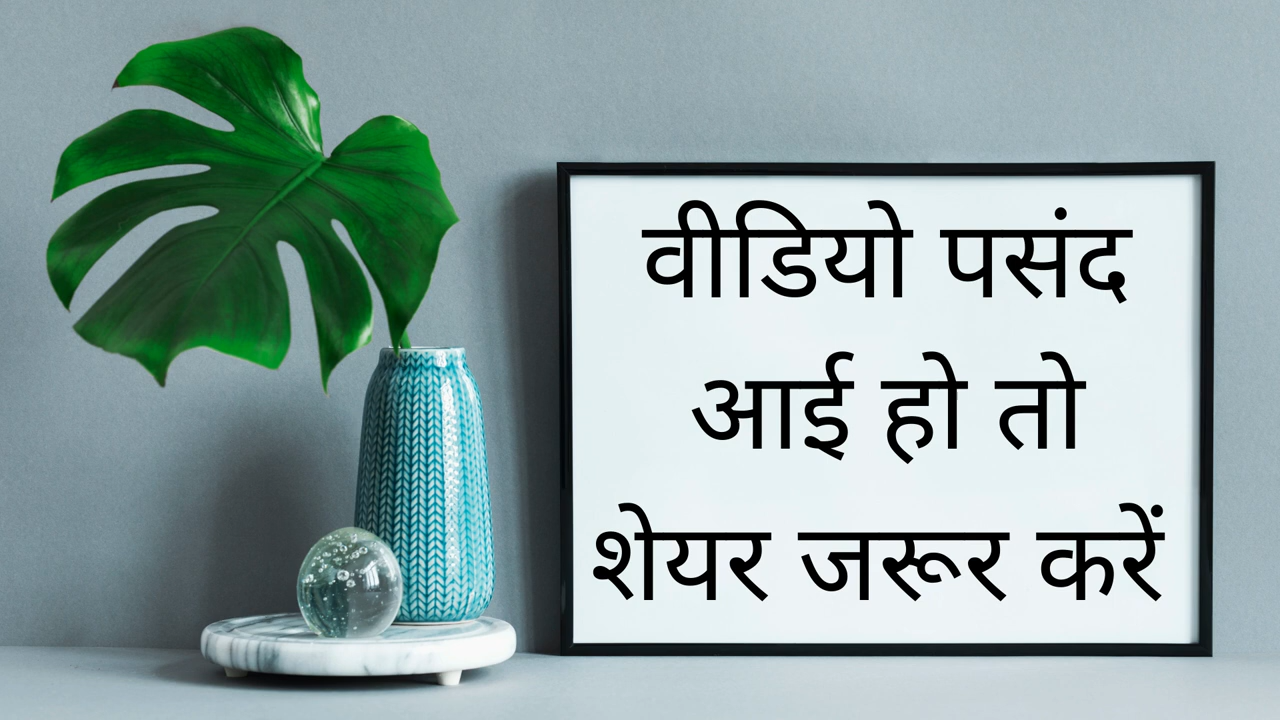 वीडियो पसंद
आई हो तो
शेयर जरूर करें